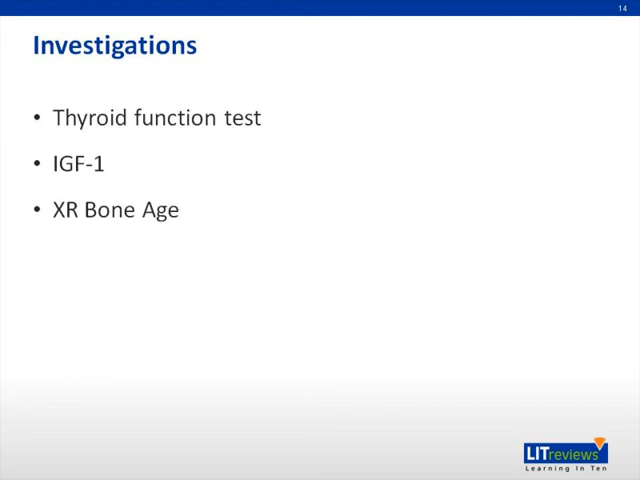 14
Investigations
• Thyroid function test
• IGF-1
• XR Bone Age
LITreviews
Learning In Ten